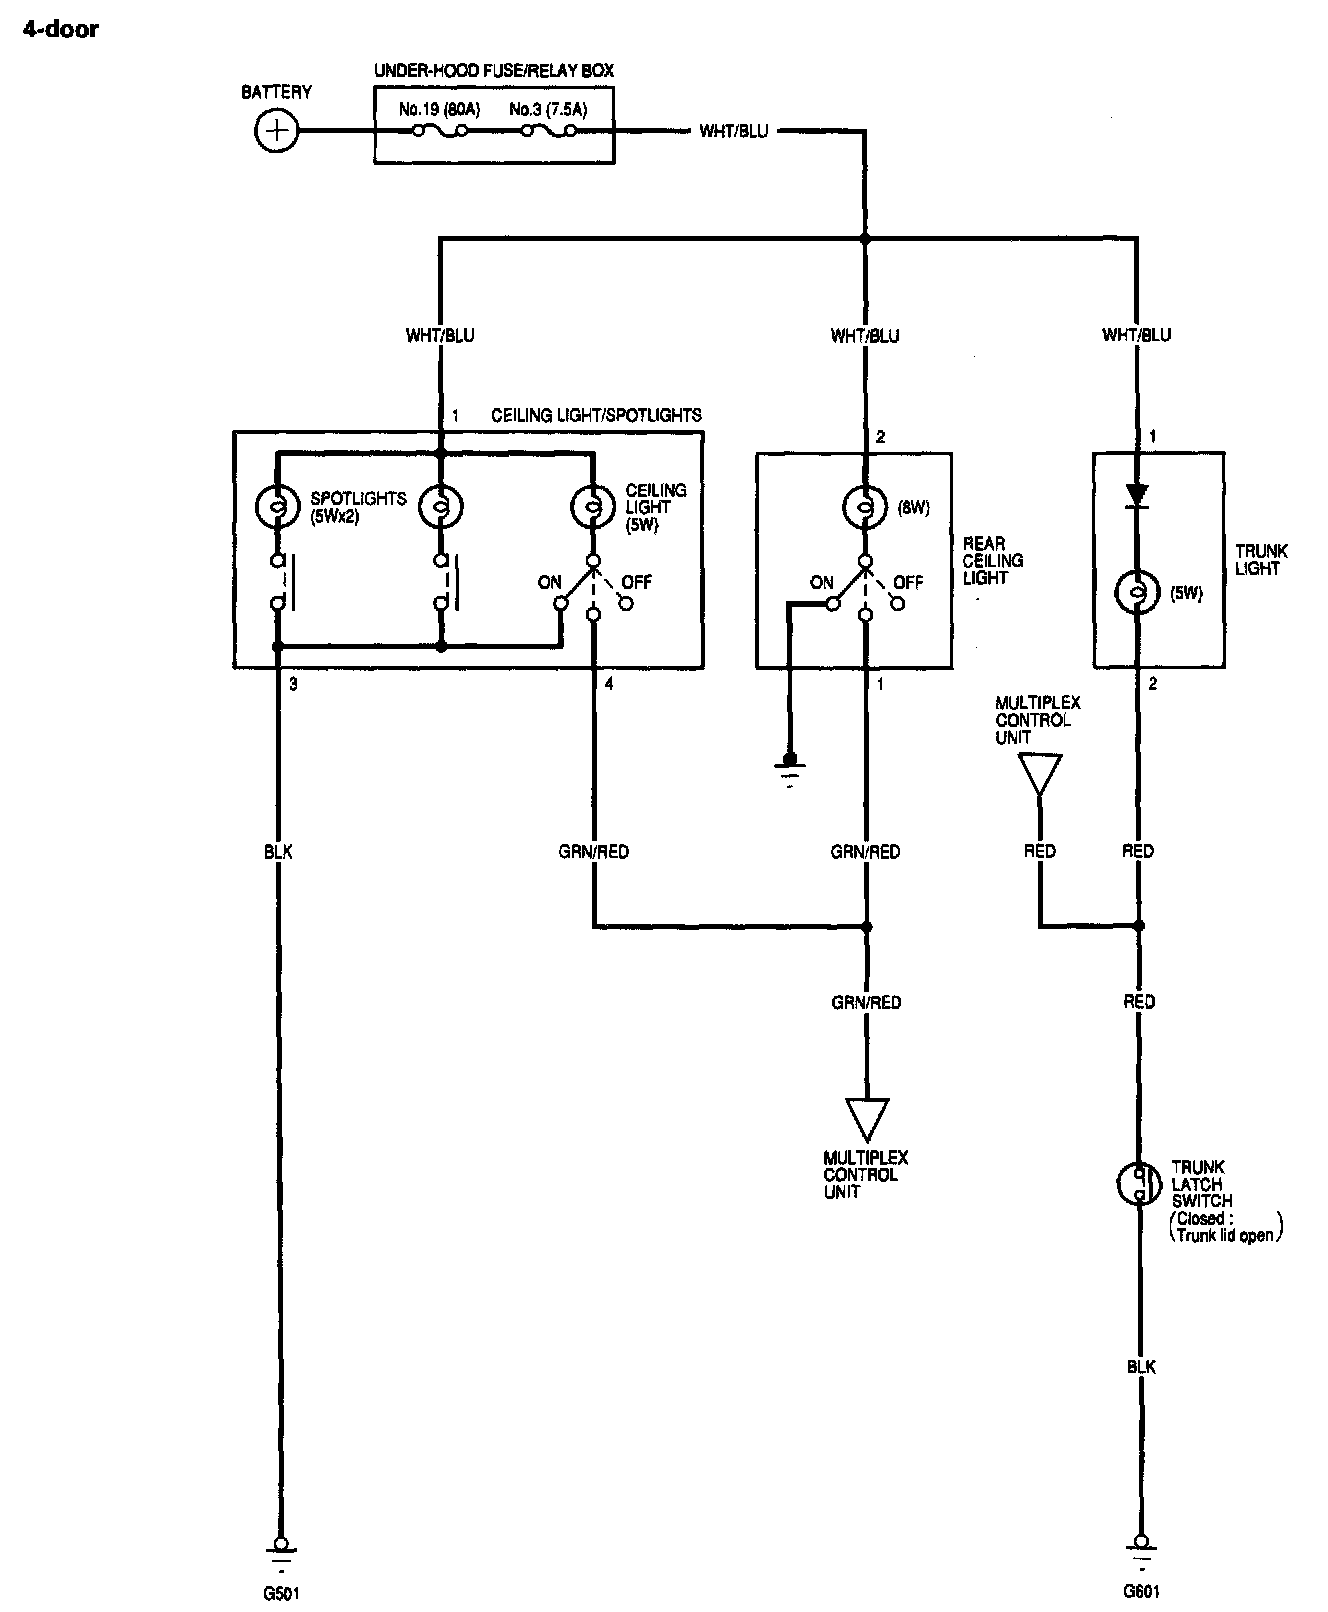 4-door
UNDER-HOOD FUSE/RELAY BOX
BATTERY
No.19 (80A) No.3 (7.5A)
+
WHT/BLU
WHT/BLU WHT/BLU WHT/BLU
1 CEILING LIGHT/SPOTLIGHTS
2 1
SPOTLIGHTS
(5Wx2)
CEILING
LIGHT
(5W)
(8W)
REAR
CEILING
LIGHT
TRUNK
LIGHT
ON OFF
ON OFF
(5W)
3 4 1 2
MULTIPLEX
CONTROL
UNIT
BLK GRN/RED GRN/RED RED RED
GRN/RED RED
MULTIPLEX
CONTROL
UNIT
TRUNK
LATCH
SWITCH
(Closed :
Trunk lid open)
BLK
G501 G601